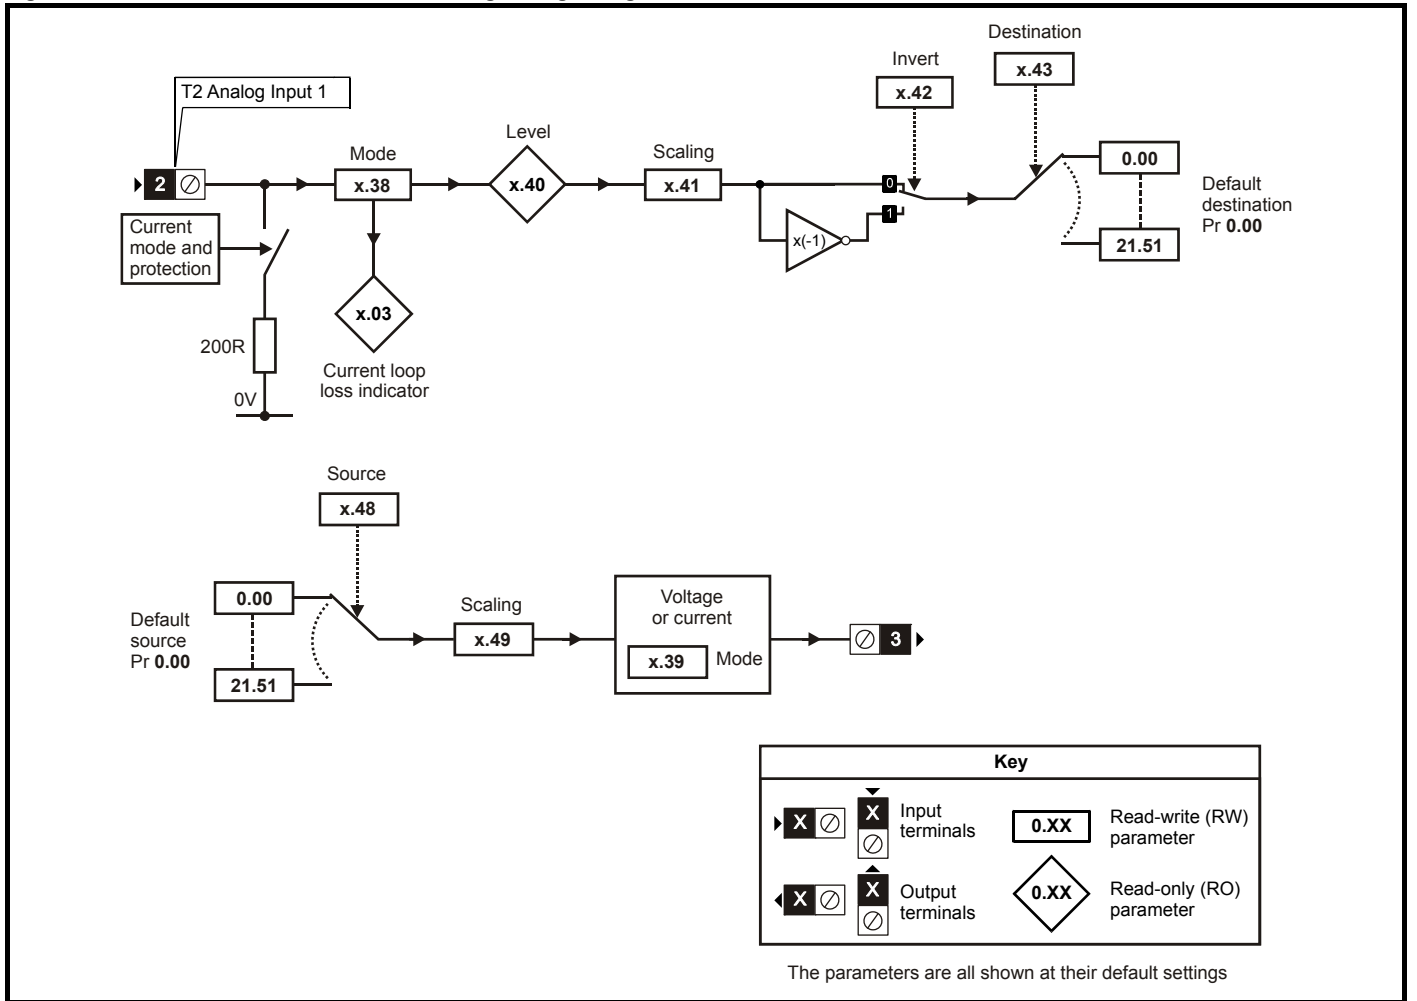 Destination
x.43
Invert
x.42
T2 Analog Input 1
Level
Mode
Scaling
2
x.38
x.40
x.41
0
1
x(-1)
0.00
21.51
Default
destination
Pr 0.00
Current
mode and
protection
x.03
200R
0V
Current loop
loss indicator
Source
x.48
0.00
21.51
Default
source
Pr 0.00
Scaling
x.49
Voltage
or current
x.39 Mode
3
Key
X
X
Input
terminals
0.XX
Read-write (RW)
parameter
X
X
Output
terminals
0.XX
Read-only (RO)
parameter
The parameters are all shown at their default settings